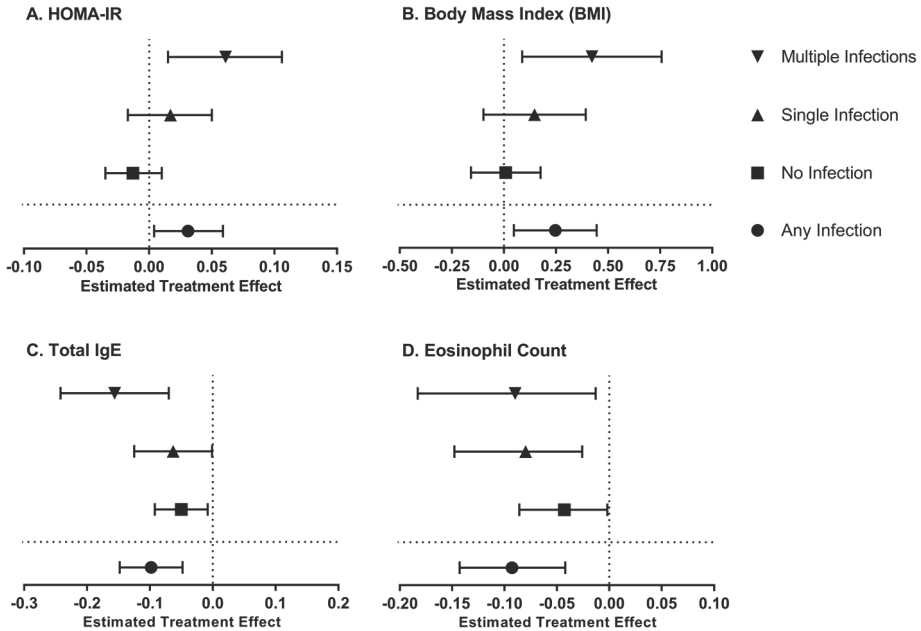 A. HOMA-IR
B. Body Mass Index (BMI)
Multiple Infections
Single Infection
No Infection
Any Infection
-0.10 -0.05 0.00 0.05 0.10 0.15
Estimated Treatment Effect
-0.50 -0.25 0.00 0.25 0.50 0.75 1.00
Estimated Treatment Effect
C. Total IgE
D. Eosinophil Count
-0.3 -0.2 -0.1 0.0 0.1 0.2
Estimated Treatment Effect
-0.20 -0.15 -0.10 -0.05 0.00 0.05 0.10
Estimated Treatment Effect